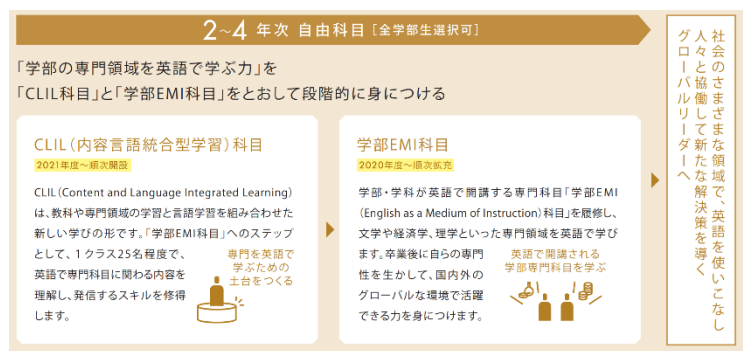 2～4 年次 自由科目［全学部生選択可］
「学部の専門領域を英語で学ぶ力」を
「CLIL科目」と「学部EMI科目」をとおして段階的に身につける
CLIL（内容言語統合型学習）科目
2021年度～順次開設
CLIL（Content and Language Integrated Learning）
は、教科や専門領域の学習と言語学習を組み合わせた
新しい学びの形です。「学部EMI科目」へのステップ
として、1クラス25名程度で、
英語で専門科目に関わる内容を
理解し、発信するスキルを修得
します。
専門を英語で
学ぶための
土台をつくる
学部EMI科目
2020年度～順次拡充
学部・学科が英語で開講する専門科目「学部EMI
（English as a Medium of Instruction）科目」を履修し、
文学や経済学、理学といった専門領域を英語で学び
ます。卒業後に自らの専門
性を生かして、国内外の
グローバルな環境で活躍
できる力を身につけます。
英語で開講される
学部専門科目を学ぶ
社会のさまざまな領域で、英語を使いこなし
人々と協働して新たな解決策を導く
グローバルリーダーへ